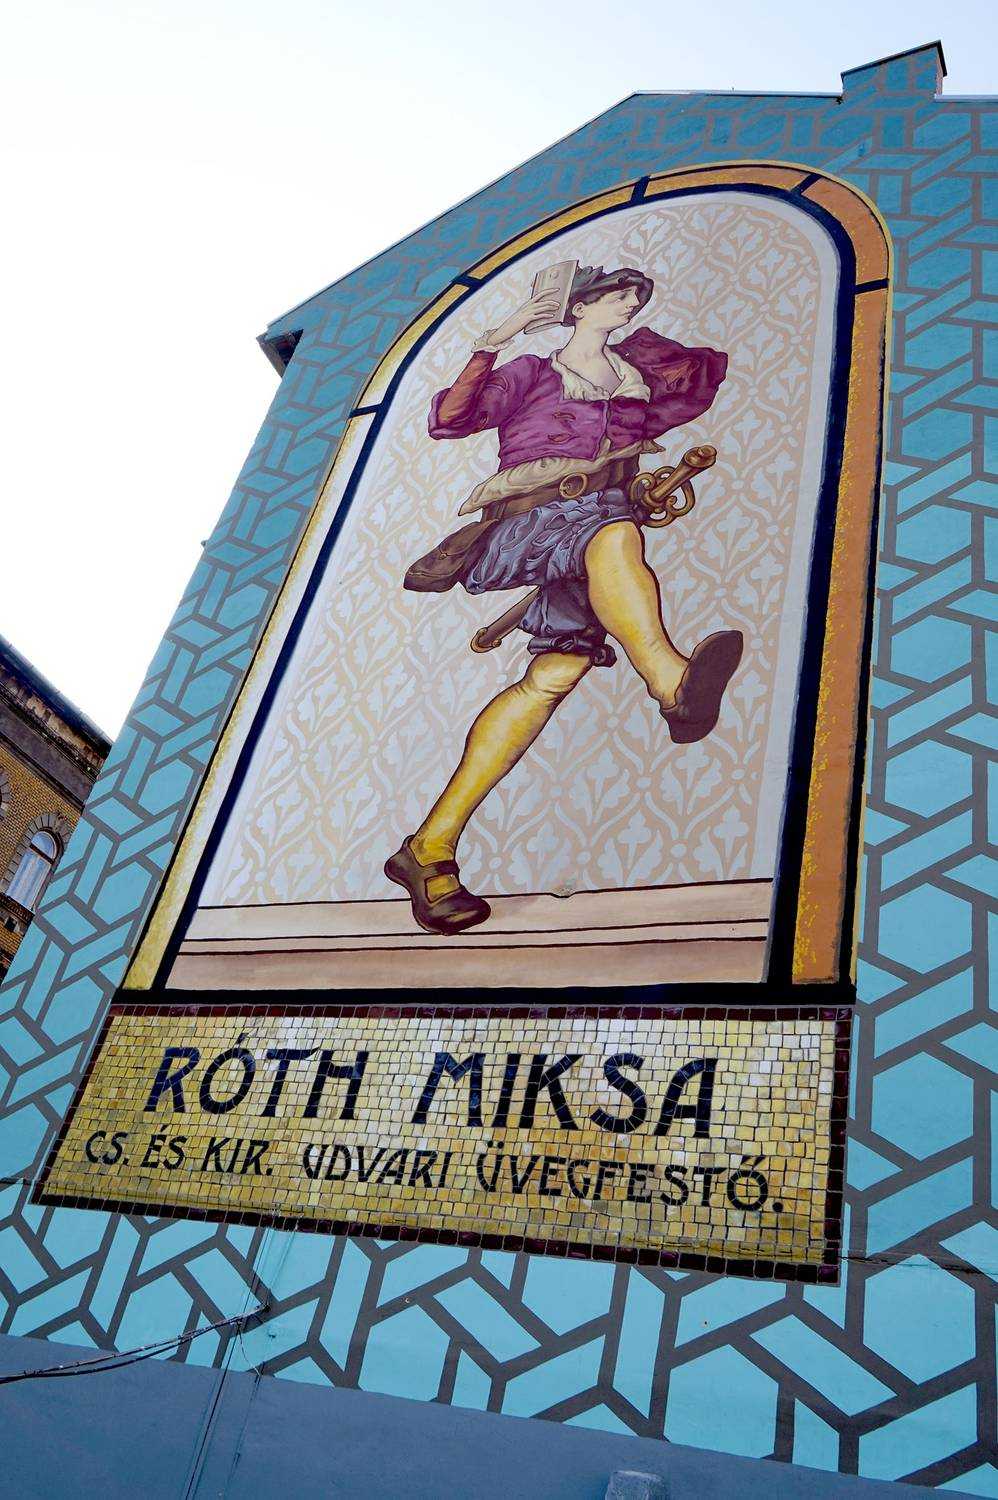 RÓTH MIKSA
CS. ÉS KIR. UDVARI ÜVEGFESTŐ.